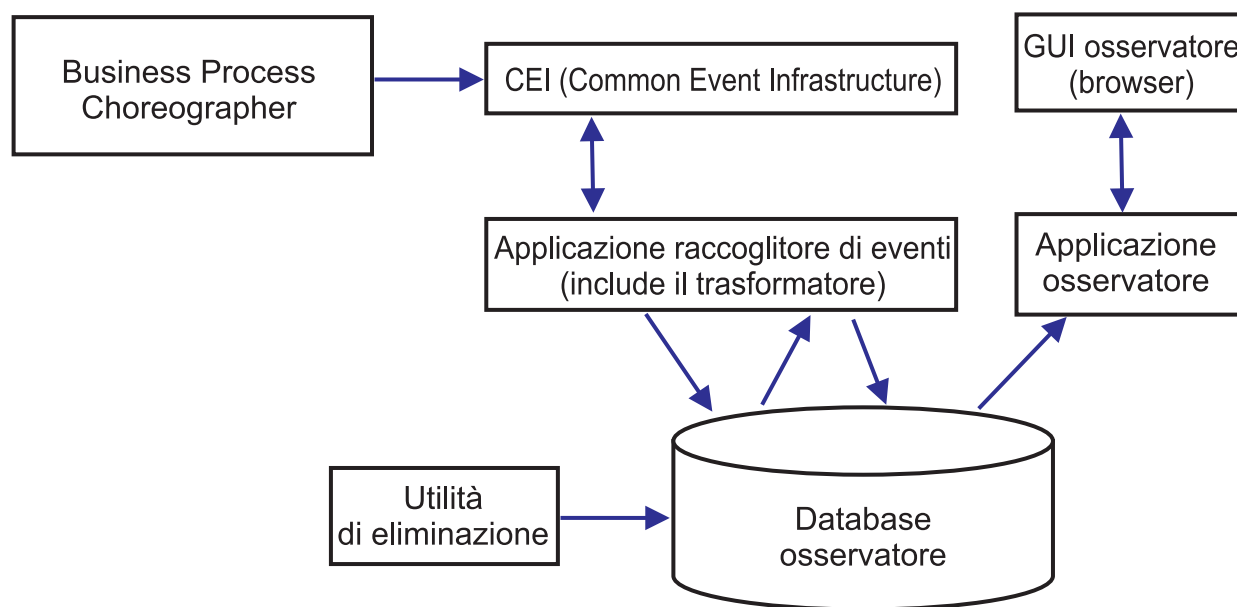 Business Process
Choreographer
CEI (Common Event Infrastructure)
GUI osservatore
(browser)
Applicazione raccoglitore di eventi
(include il trasformatore)
Applicazione
osservatore
Utilità
di eliminazione
Database
osservatore